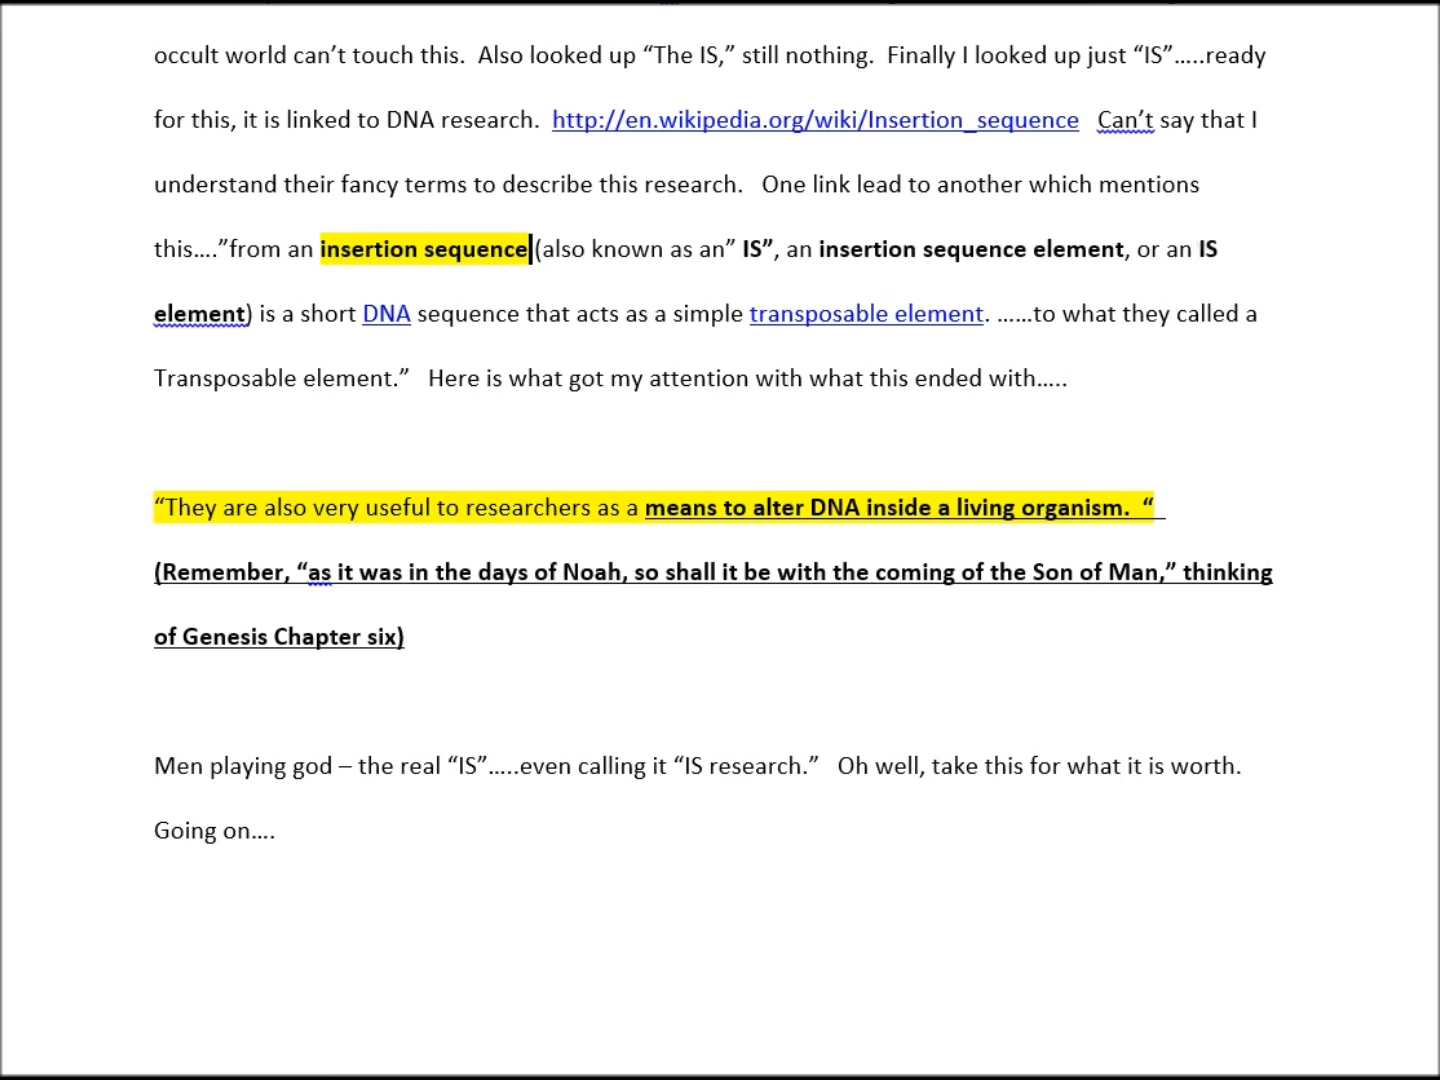 occult world can’t touch this.  Also looked up “The IS,” still nothing.  Finally I looked up just “IS”…..ready
for this, it is linked to DNA research.  http://en.wikipedia.org/wiki/Insertion_sequence   Can’t say that I
understand their fancy terms to describe this research.   One link lead to another which mentions
this….”from an insertion sequence (also known as an” IS”, an insertion sequence element, or an IS
element) is a short DNA sequence that acts as a simple transposable element. ……to what they called a
Transposable element.”   Here is what got my attention with what this ended with…..
“They are also very useful to researchers as a means to alter DNA inside a living organism.  “
(Remember, “as it was in the days of Noah, so shall it be with the coming of the Son of Man,” thinking
of Genesis Chapter six)
Men playing god – the real “IS”…..even calling it “IS research.”   Oh well, take this for what it is worth.
Going on….